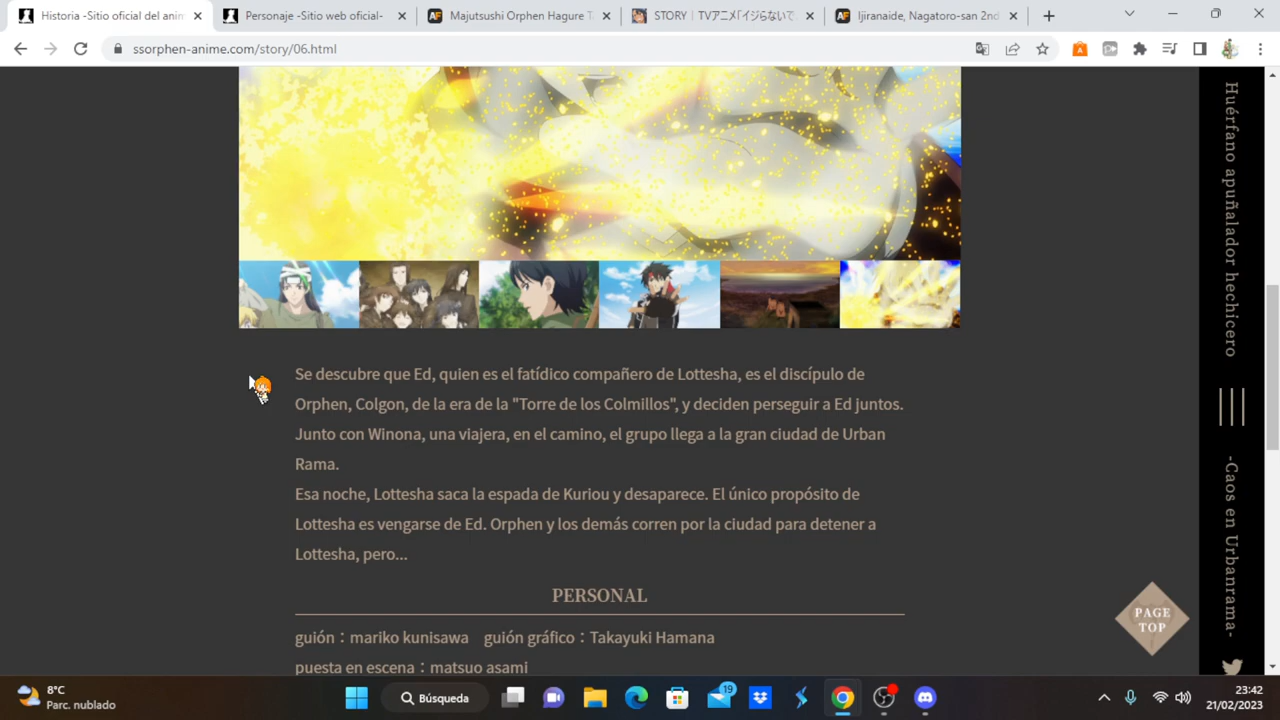 Historia -Sitio oficial del anim
Personaje -Sitio web oficial-
Majutsushi Orphen Hagure T
STORY｜TVアニメ『イジらないで
Ijiranaide, Nagatoro-san 2nd
ssorphen-anime.com/story/06.html
Huérfano apuñalador hechicero
-Caos en Urbanrama-
Se descubre que Ed, quien es el fatídico compañero de Lottesha, es el discípulo de
Orphen, Colgon, de la era de la "Torre de los Colmillos", y deciden perseguir a Ed juntos.
Junto con Winona, una viajera, en el camino, el grupo llega a la gran ciudad de Urban
Rama.
Esa noche, Lottesha saca la espada de Kuriou y desaparece. El único propósito de
Lottesha es vengarse de Ed. Orphen y los demás corren por la ciudad para detener a
Lottesha, pero...
PERSONAL
guión：mariko kunisawa guión gráfico：Takayuki Hamana
puesta en escena：matsuo asami
PAGE
TOP
8°C
Parc. nublado
Búsqueda
19
23:42
21/02/2023